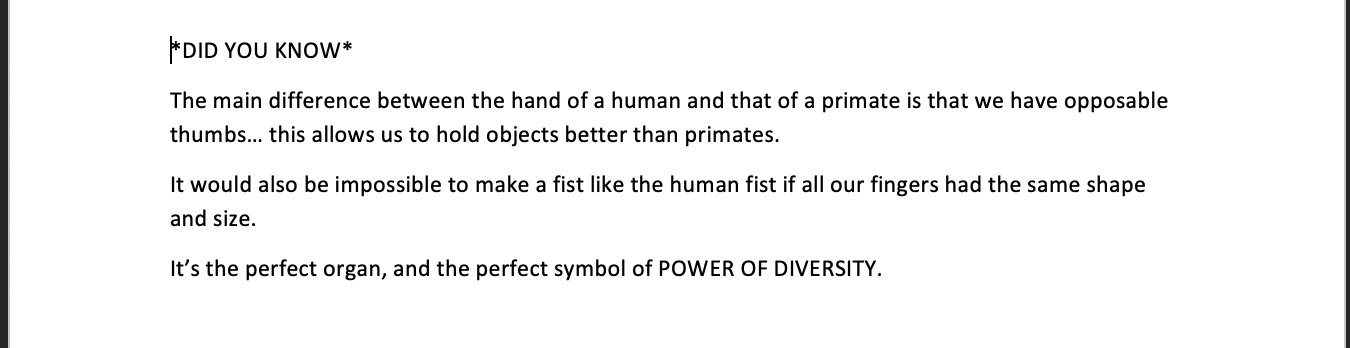 *DID YOU KNOW*
The main difference between the hand of a human and that of a primate is that we have opposable
thumbs... this allows us to hold objects better than primates.
It would also be impossible to make a fist like the human fist if all our fingers had the same shape
and size.
It’s the perfect organ, and the perfect symbol of POWER OF DIVERSITY.